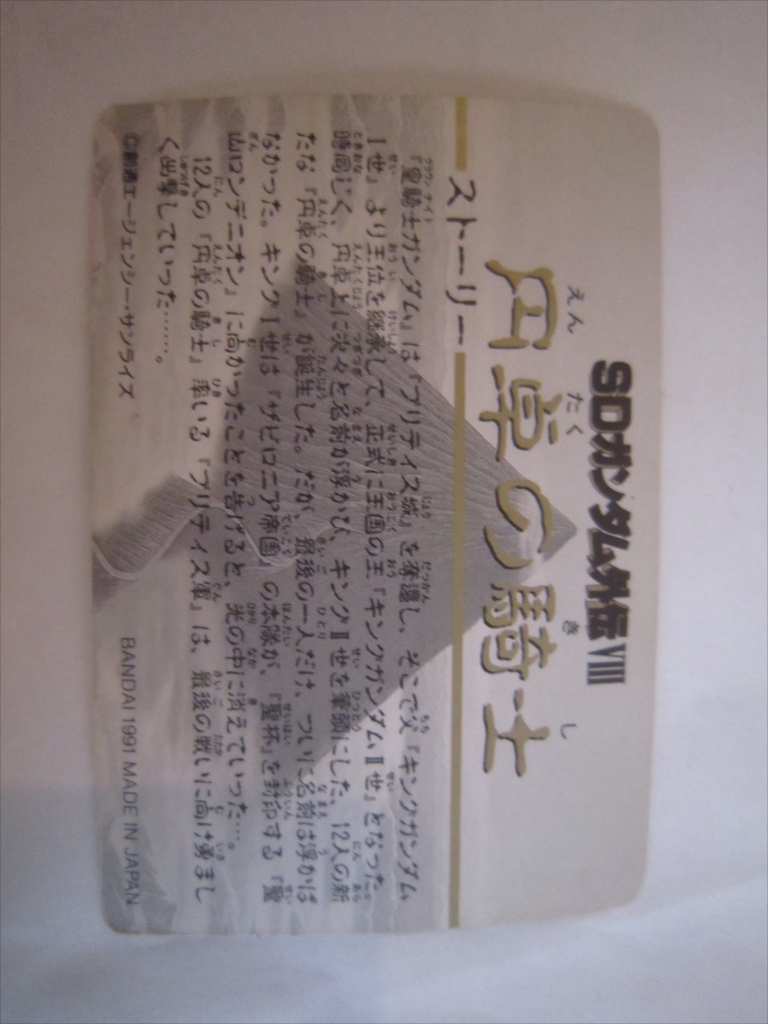 SDガンダム外伝VIII
えん たく き し
円卓の騎士
ストーリー
『聖騎士ガンダム』は『ブリティス城』を奪還し、そこで父『キングガンダム
I世』より王位を継承して、正式に王国の王『キングガンダムII世』となった。
時同じく、円卓上に次々と名前が浮かび、キングII世を筆頭にした、12人の新
たな『円卓の騎士』が誕生した。だが、最後の一人だけ、ついに名前は浮かば
なかった。キングI世は『ザビロニア帝国』の本隊が、『聖杯』を封印する『聖
山ロンデニオン』に向かったことを告げると、光の中に消えていった…。
12人の『円卓の騎士』率いる『ブリティス軍』は、最後の戦いに向け勇まし
く出撃していった……。
©創通エージェンシー・サンライズ BANDAI 1991 MADE IN JAPAN